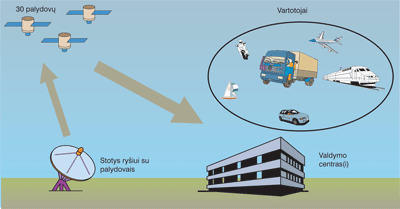 30 palydovų
Vartotojai
Stotys ryšiui su
palydovais
Valdymo
centras(i)